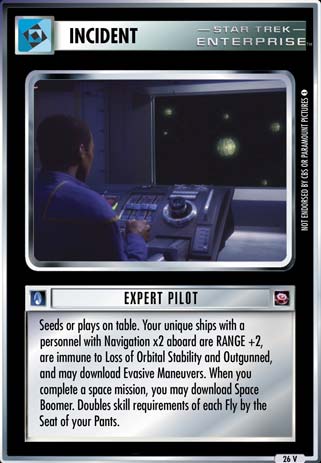 INCIDENT
STAR TREK
ENTERPRISE™
NOT ENDORSED BY CBS OR PARAMOUNT PICTURES
EXPERT PILOT
Seeds or plays on table. Your unique ships with a
personnel with Navigation x2 aboard are RANGE +2,
are immune to Loss of Orbital Stability and Outgunned,
and may download Evasive Maneuvers. When you
complete a space mission, you may download Space
Boomer. Doubles skill requirements of each Fly by the
Seat of your Pants.
26 V